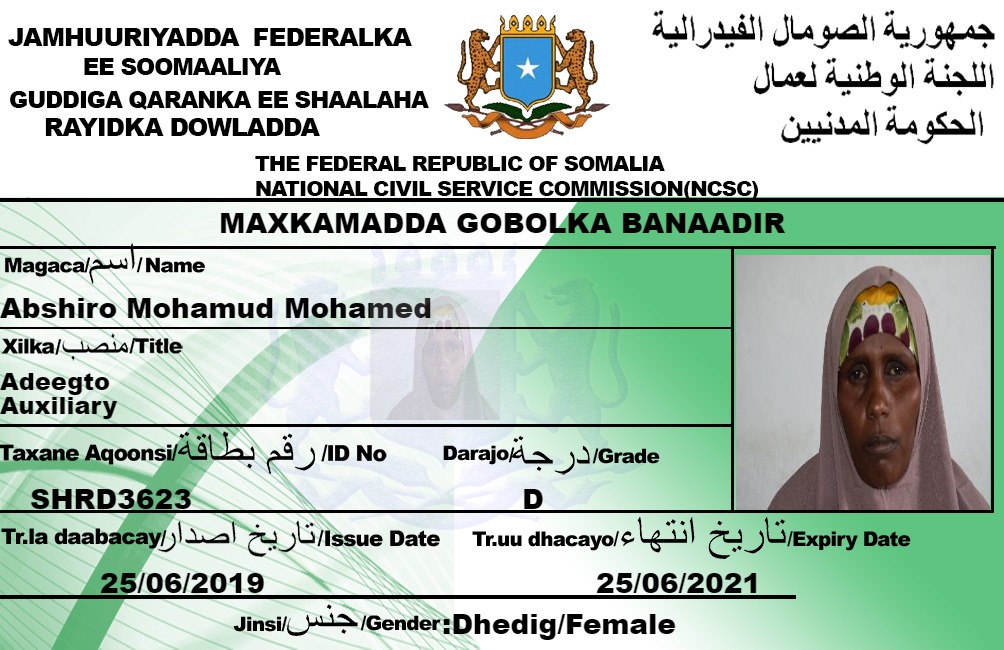 JAMHUURIYADDA FEDERALKA
EE SOOMAALIYA
GUDDIGA QARANKA EE SHAALAHA
RAYIDKA DOWLADDA
جمهورية الصومال الفيدرالية
اللجنة الوطنية لعمال
الحكومة المدنيين
THE FEDERAL REPUBLIC OF SOMALIA
NATIONAL CIVIL SERVICE COMMISSION(NCSC)
MAXKAMADDA GOBOLKA BANAADIR
Magaca/اسم/Name
Abshiro Mohamud Mohamed
Xilka/منصب/Title
Adeegto
Auxiliary
Taxane Aqoonsi/رقم بطاقة/ID No
SHRD3623
Darajo/درجة/Grade
D
Tr.la daabacay/تاريخ اصدار/Issue Date
25/06/2019
Tr.uu dhacayo/تاريخ انتهاء/Expiry Date
25/06/2021
Jinsi/جنس/Gender:Dhedig/Female